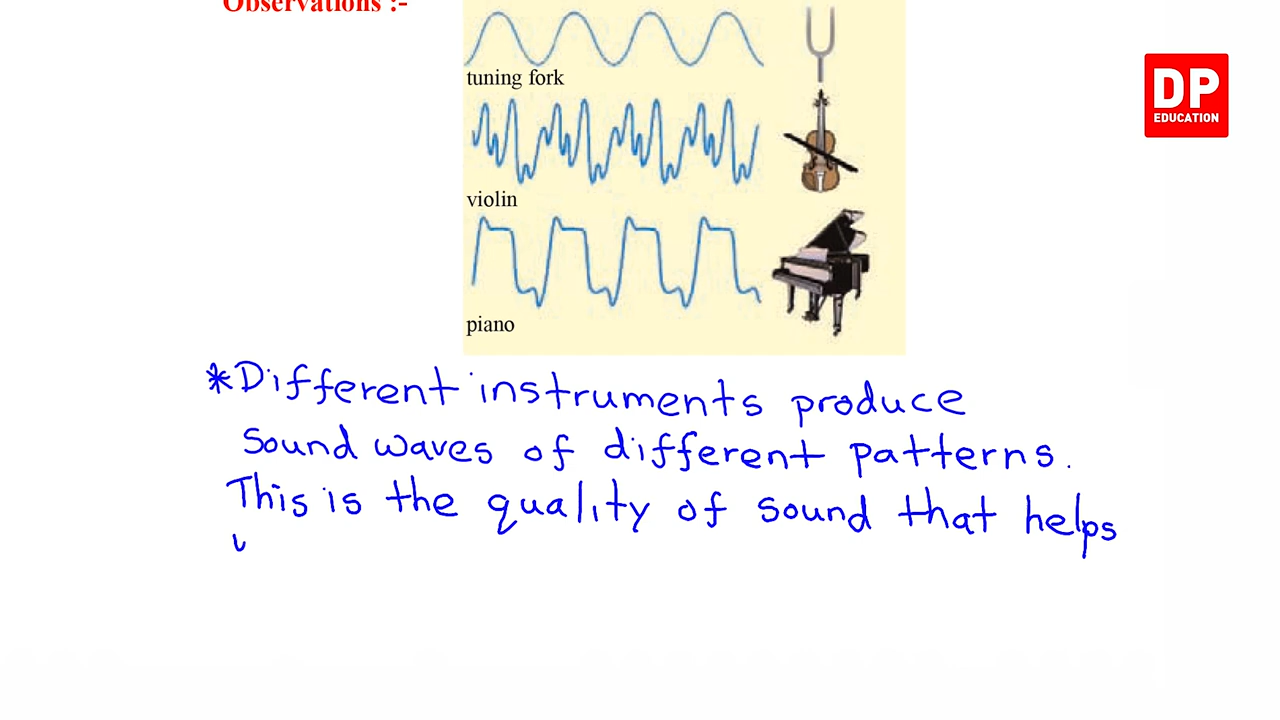 Observations :-
DP
EDUCATION
tuning fork
violin
piano
*Different instruments produce
Sound waves of different patterns.
This is the quality of sound that helps